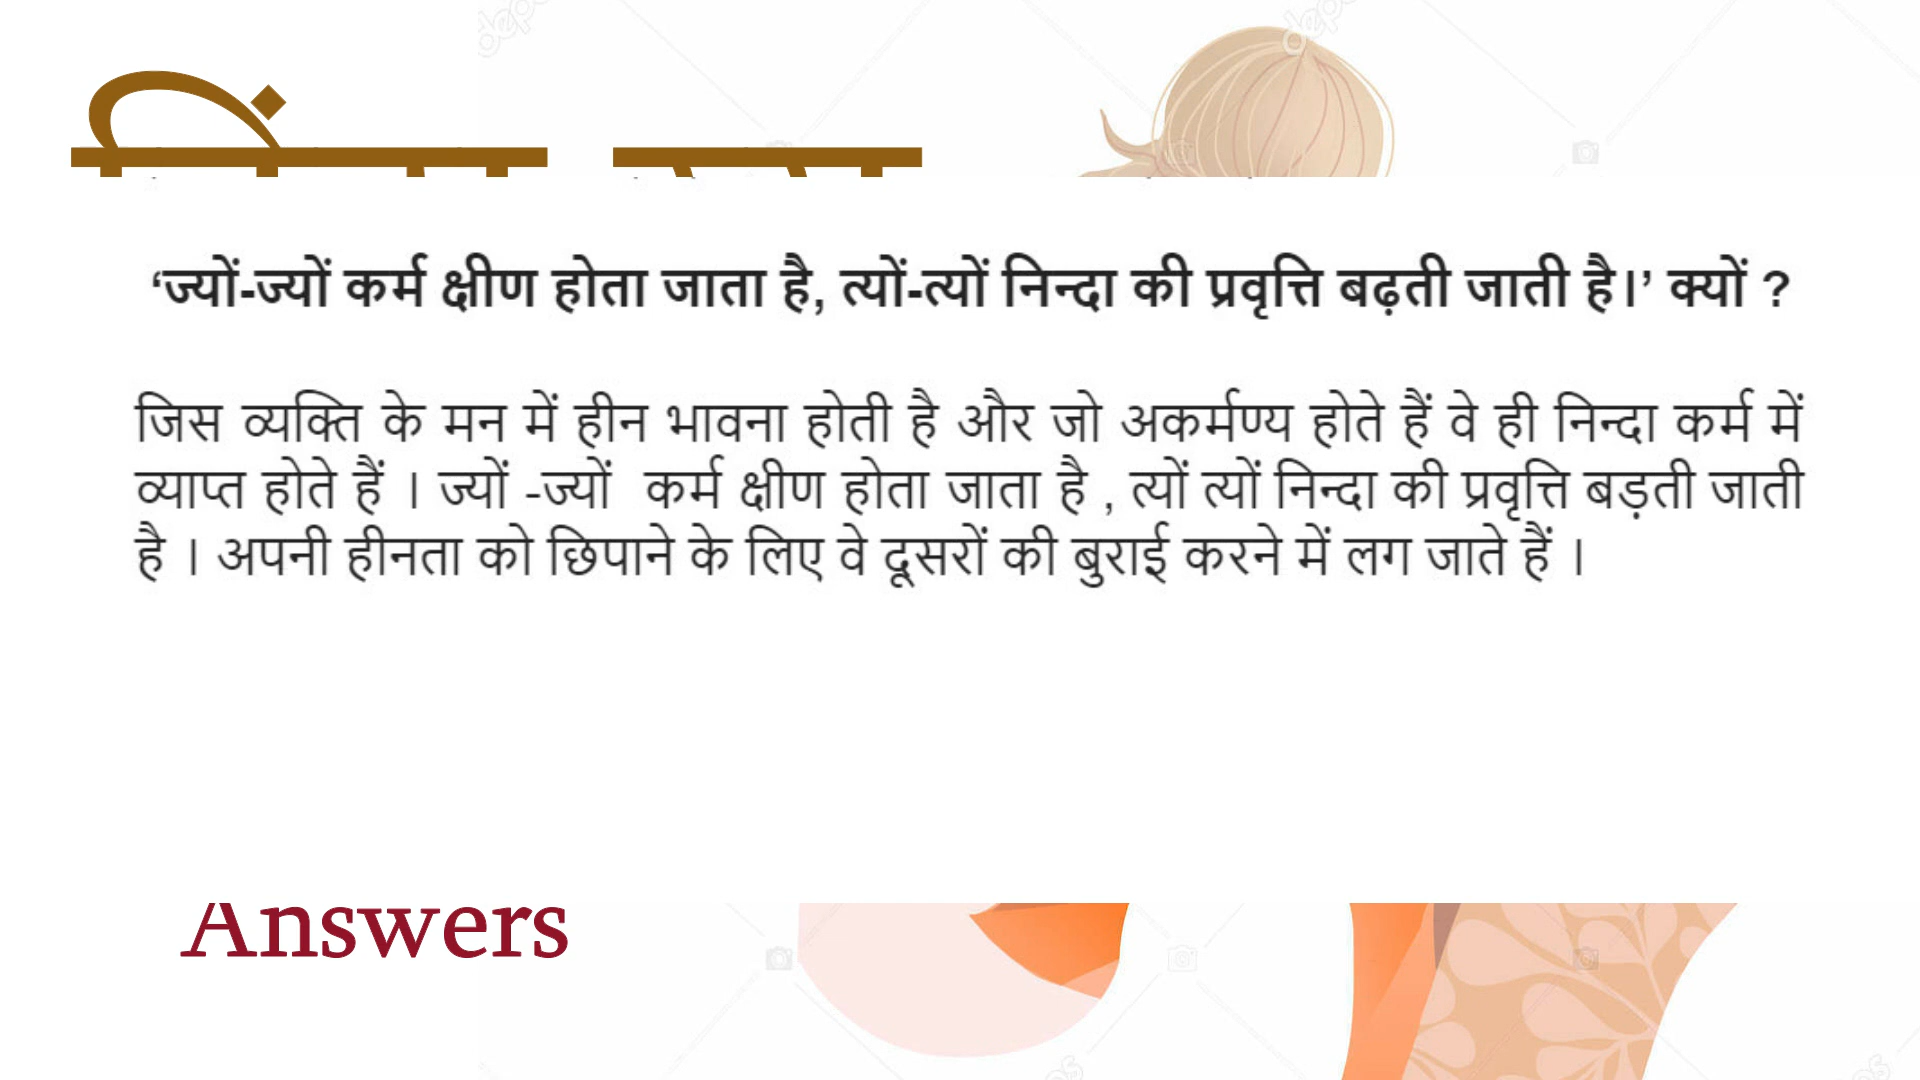 ‘ज्यों-ज्यों कर्म क्षीण होता जाता है, त्यों-त्यों निन्दा की प्रवृत्ति बढ़ती जाती है।’ क्यों ?
जिस व्यक्ति के मन में हीन भावना होती है और जो अकर्मण्य होते हैं वे ही निन्दा कर्म में
व्याप्त होते हैं । ज्यों -ज्यों कर्म क्षीण होता जाता है , त्यों त्यों निन्दा की प्रवृत्ति बड़ती जाती
है । अपनी हीनता को छिपाने के लिए वे दूसरों की बुराई करने में लग जाते हैं ।
Answers